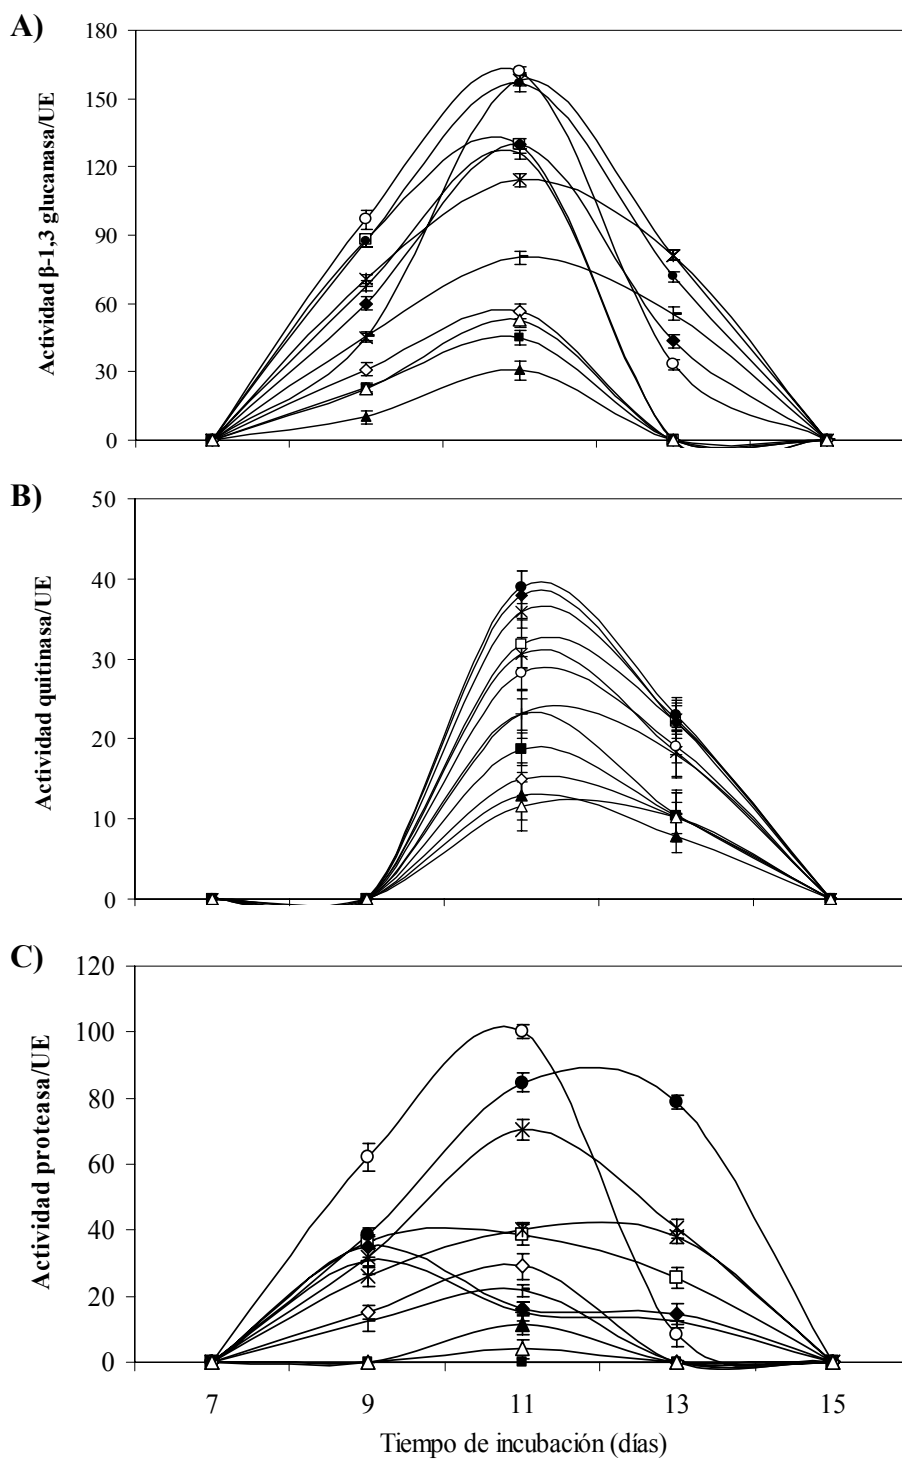 A)
Actividad β-1,3 glucanasa/UE
180
150
120
90
60
30
0
B)
Actividad quitinasa/UE
50
40
30
20
10
0
C)
Actividad proteasa/UE
120
100
80
60
40
20
0
7 9 11 13 15
Tiempo de incubación (días)